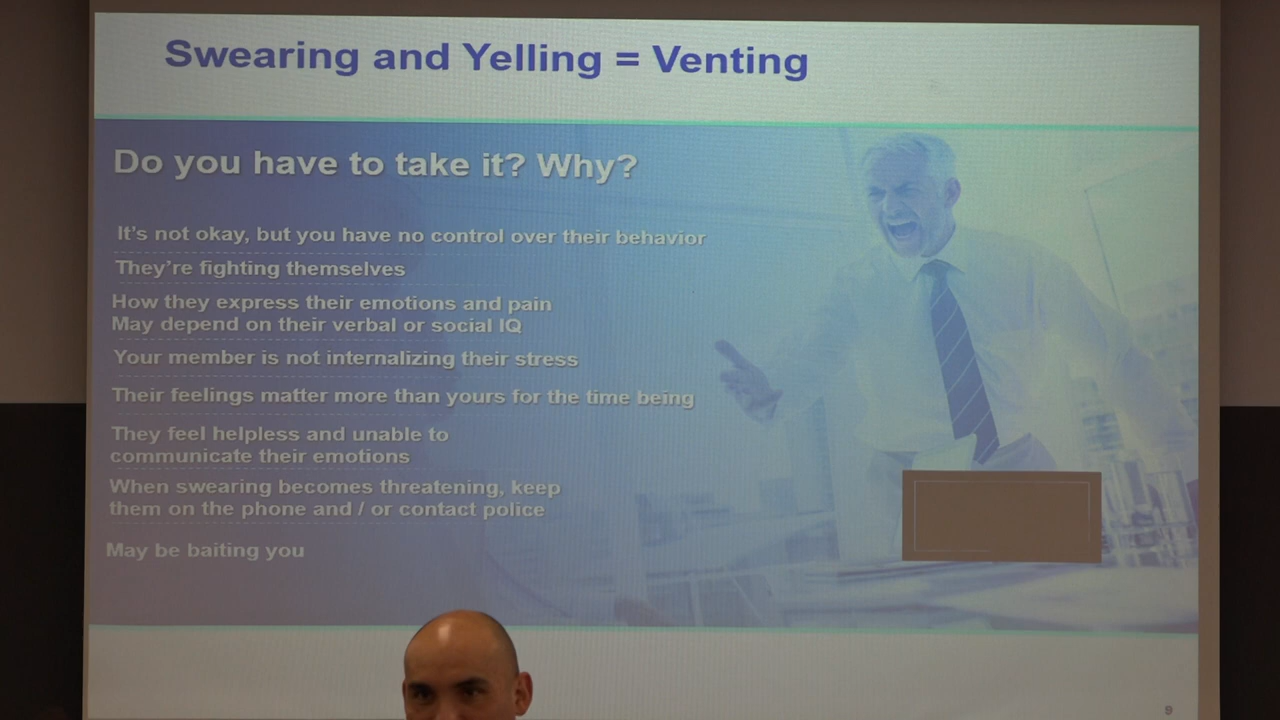 Swearing and Yelling = Venting
Do you have to take it? Why?
It's not okay, but you have no control over their behavior
They're fighting themselves
How they express their emotions and pain
May depend on their verbal or social IQ
Your member is not internalizing their stress
Their feelings matter more than yours for the time being
They feel helpless and unable to
communicate their emotions
When swearing becomes threatening, keep
them on the phone and / or contact police
May be baiting you
9